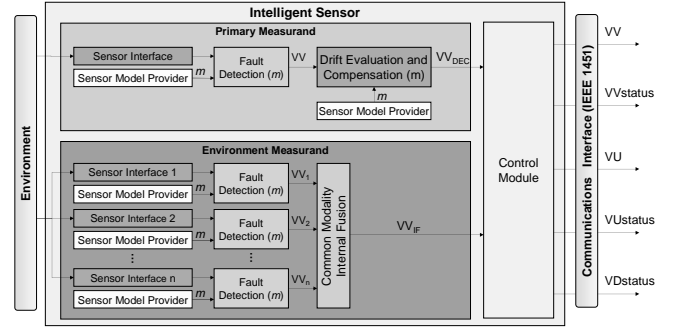 Intelligent Sensor
Primary Measurand
Sensor Interface
Sensor Model Provider
m
Fault
Detection (m)
VV
Drift Evaluation and
Compensation (m)
VVDEC
m
Sensor Model Provider
Environment
Environment Measurand
Sensor Interface 1
Sensor Model Provider
m
Fault
Detection (m)
VV1
Sensor Interface 2
Sensor Model Provider
m
Fault
Detection (m)
VV2
⋮
⋮
Sensor Interface n
Sensor Model Provider
m
Fault
Detection (m)
VVn
Common Modality
Internal Fusion
VVIF
Control
Module
Communications Interface (IEEE 1451)
VV
VVstatus
VU
VUstatus
VDstatus